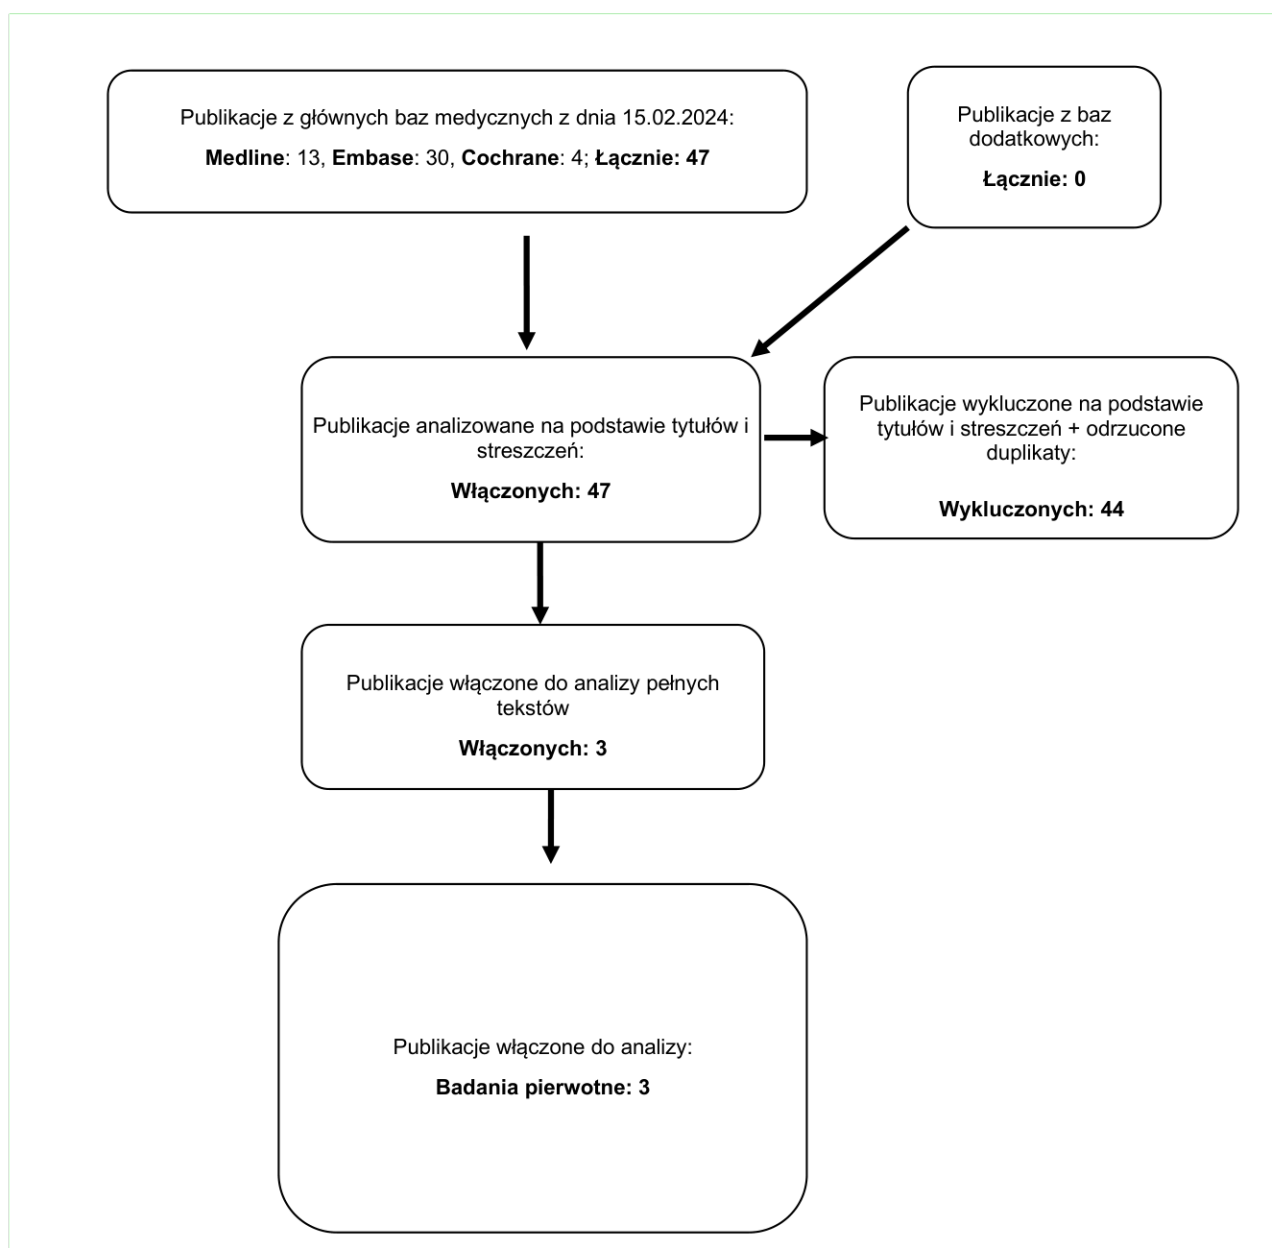 Publikacje z głównych baz medycznych z dnia 15.02.2024:
Medline: 13, Embase: 30, Cochrane: 4; Łącznie: 47
Publikacje z baz
dodatkowych:
Łącznie: 0
Publikacje analizowane na podstawie tytułów i
streszczeń:
Włączonych: 47
Publikacje wykluczone na podstawie
tytułów i streszczeń + odrzucone
duplikaty:
Wykluczonych: 44
Publikacje włączone do analizy pełnych
tekstów
Włączonych: 3
Publikacje włączone do analizy:
Badania pierwotne: 3